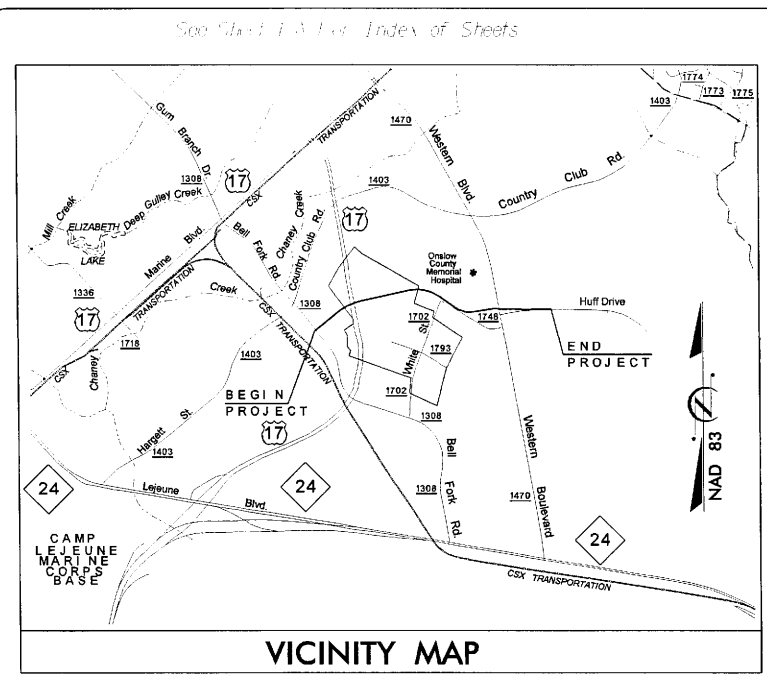 See Sheet 1-A For Index of Sheets
1774
1773
1775
1403
Gum Branch Dr.
1308
17
CSX TRANSPORTATION
1470
Western Blvd.
Country Club Rd.
1403
Mill Creek
Deep Gulley Creek
ELIZABETH
LAKE
Marine Blvd.
Bell Fork Rd.
Chaney Creek
Country Club Rd.
17
Onslow
County
Memorial
Hospital
1336
17
TRANSPORTATION
CSX
Creek
CSX TRANSPORTATION
1308
1702
1748
Huff Drive
1718
Chaney
1403
White St
1793
END
PROJECT
BEGIN
PROJECT
1702
1308
Hargett St
1403
17
Bell Fork Rd.
1308
Western Boulevard
1470
NAD 83
24
Lejeune Blvd.
24
24
CAMP
LEJEUNE
MARINE
CORPS
BASE
CSX TRANSPORTATION
VICINITY MAP